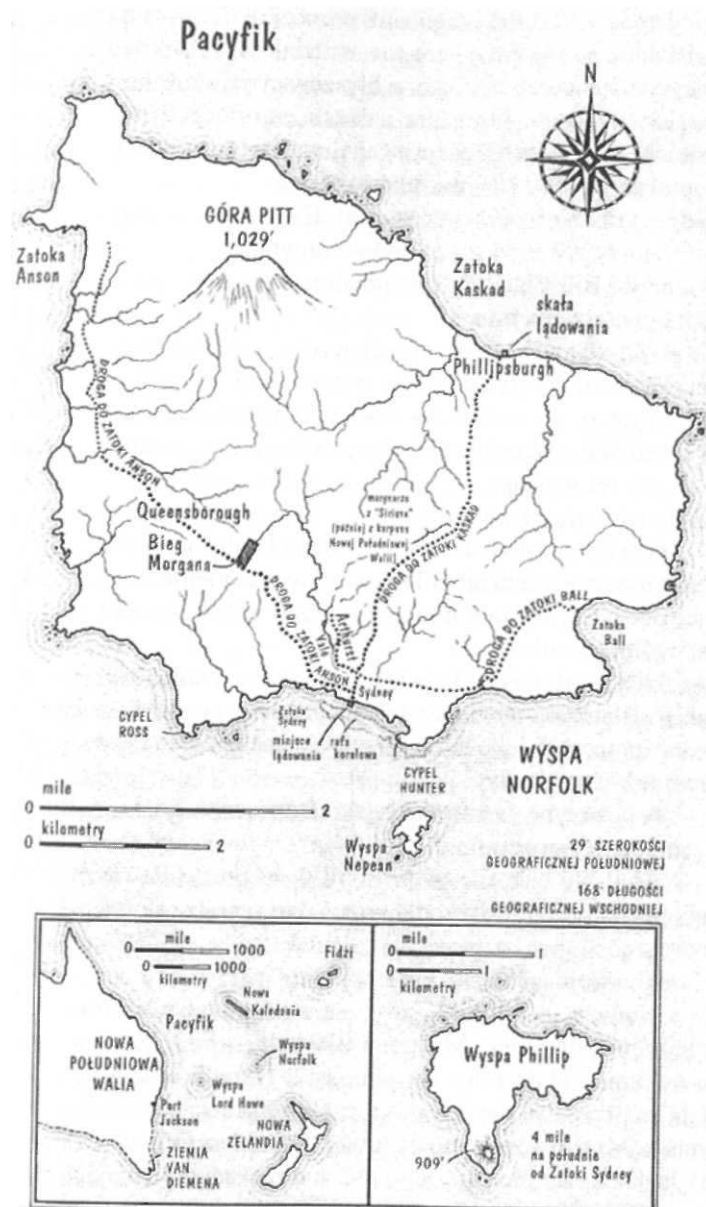 Pacyfik
N
GÓRA PITT
1,029'
Zatoka
Anson
Zatoka
Kaskad
skała
lądowania
Phillipsburgh
DROGA DO ZATOKI ANSON
Queensborough
Bieg
Morgana
marynarze
z "Siriusa"
(później z korpusu
Nowej Południowej
Walii)
DROGA DO ZATOKI KASKAD
DROGA DO ZATOKI ANSON
Arthur's
Vale
DROGA DO ZATOKI BALL
Zatoka
Ball
Sydney
CYPEL
ROSS
Zatoka
Sydney
miejsce
lądowania
rafa
koralowa
CYPEL
HUNTER
WYSPA
NORFOLK
mile
0 2
kilometry
0 2
Wyspa
Nepean
29° SZEROKOŚCI
GEOGRAFICZNEJ POŁUDNIOWEJ
168° DŁUGOŚCI
GEOGRAFICZNEJ WSCHODNIEJ
mile
0 1000
0 1000
kilometry
Fidżi
Nowa
Kaledonia
Pacyfik
NOWA
POŁUDNIOWA
WALIA
Wyspa
Norfolk
Wyspa
Lord Howe
Port
Jackson
NOWA
ZELANDIA
ZIEMIA
VAN
DIEMENA
mile
0 1
0 1
kilometry
Wyspa Phillip
909'
4 mile
na południe
od Zatoki Sydney